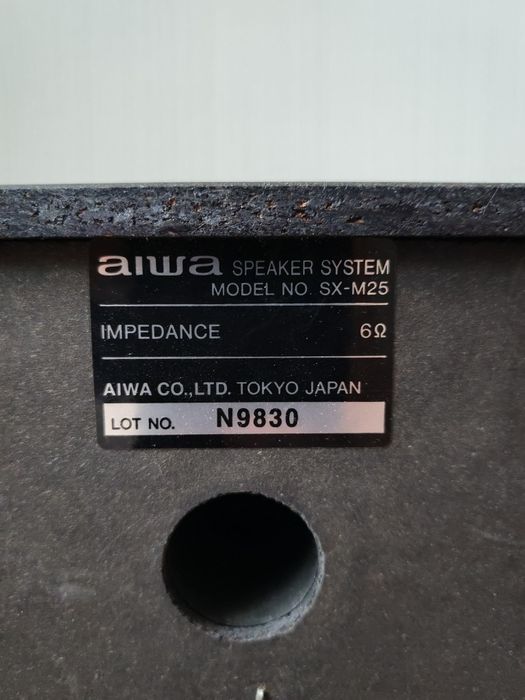 aiwa SPEAKER SYSTEM
MODEL NO. SX-M25
IMPEDANCE 6Ω
AIWA CO.,LTD. TOKYO JAPAN
LOT NO. N9830